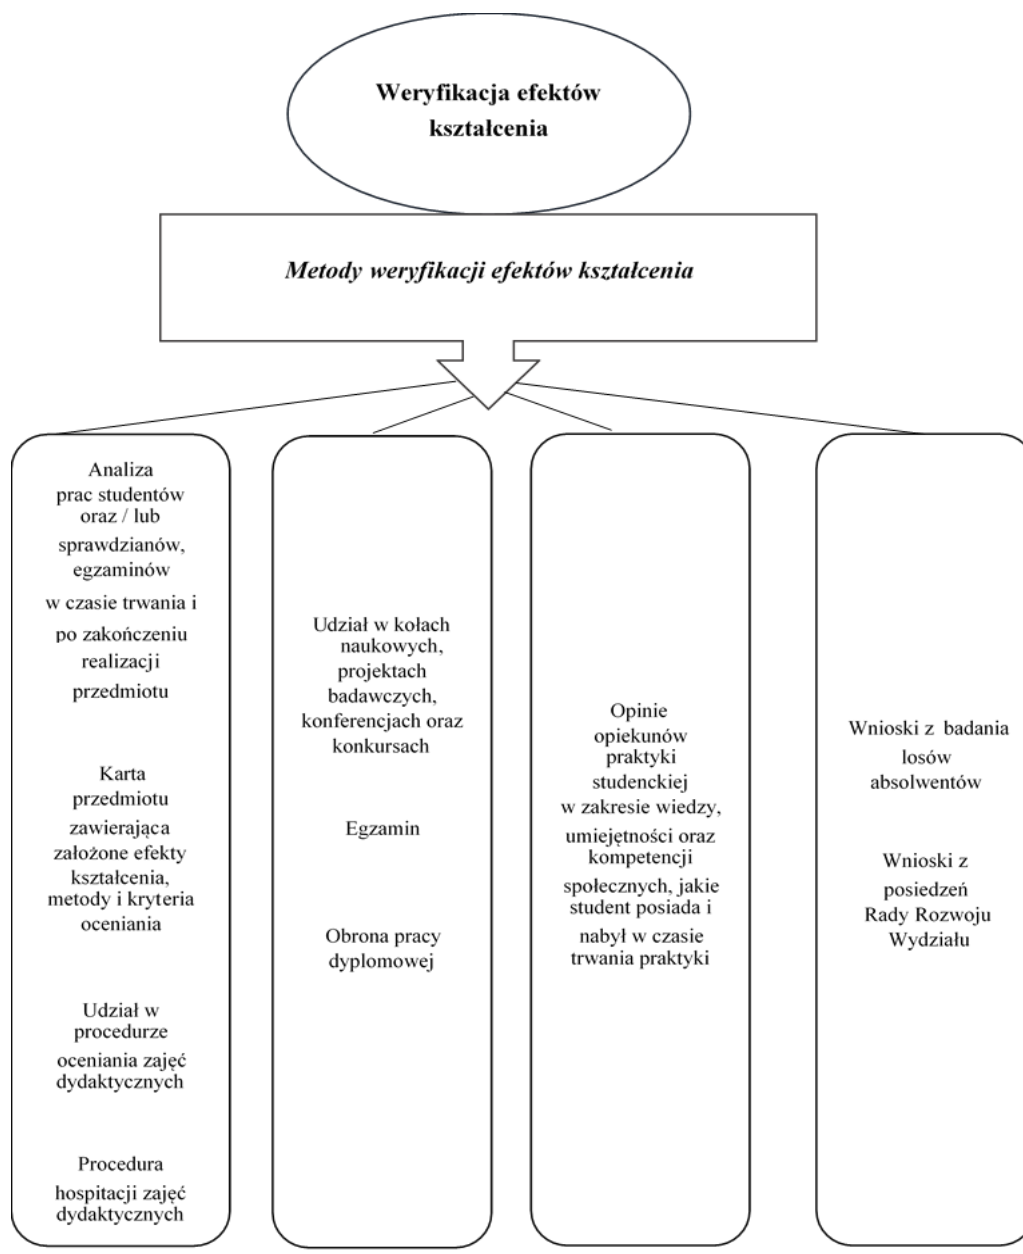 Weryfikacja efektów
kształcenia
Metody weryfikacji efektów kształcenia
Analiza
prac studentów
oraz / lub
sprawdzianów,
egzaminów
w czasie trwania i
po zakończeniu
realizacji
przedmiotu
Karta
przedmiotu
zawierająca
założone efekty
kształcenia,
metody i kryteria
oceniania
Udział w
procedurze
oceniania zajęć
dydaktycznych
Procedura
hospitacji zajęć
dydaktycznych
Udział w kołach
naukowych,
projektach
badawczych,
konferencjach oraz
konkursach
Egzamin
Obrona pracy
dyplomowej
Opinie
opiekunów
praktyki
studenckiej
w zakresie wiedzy,
umiejętności oraz
kompetencji
społecznych, jakie
student posiada i
nabył w czasie
trwania praktyki
Wnioski z badania
losów
absolwentów
Wnioski z
posiedzeń
Rady Rozwoju
Wydziału